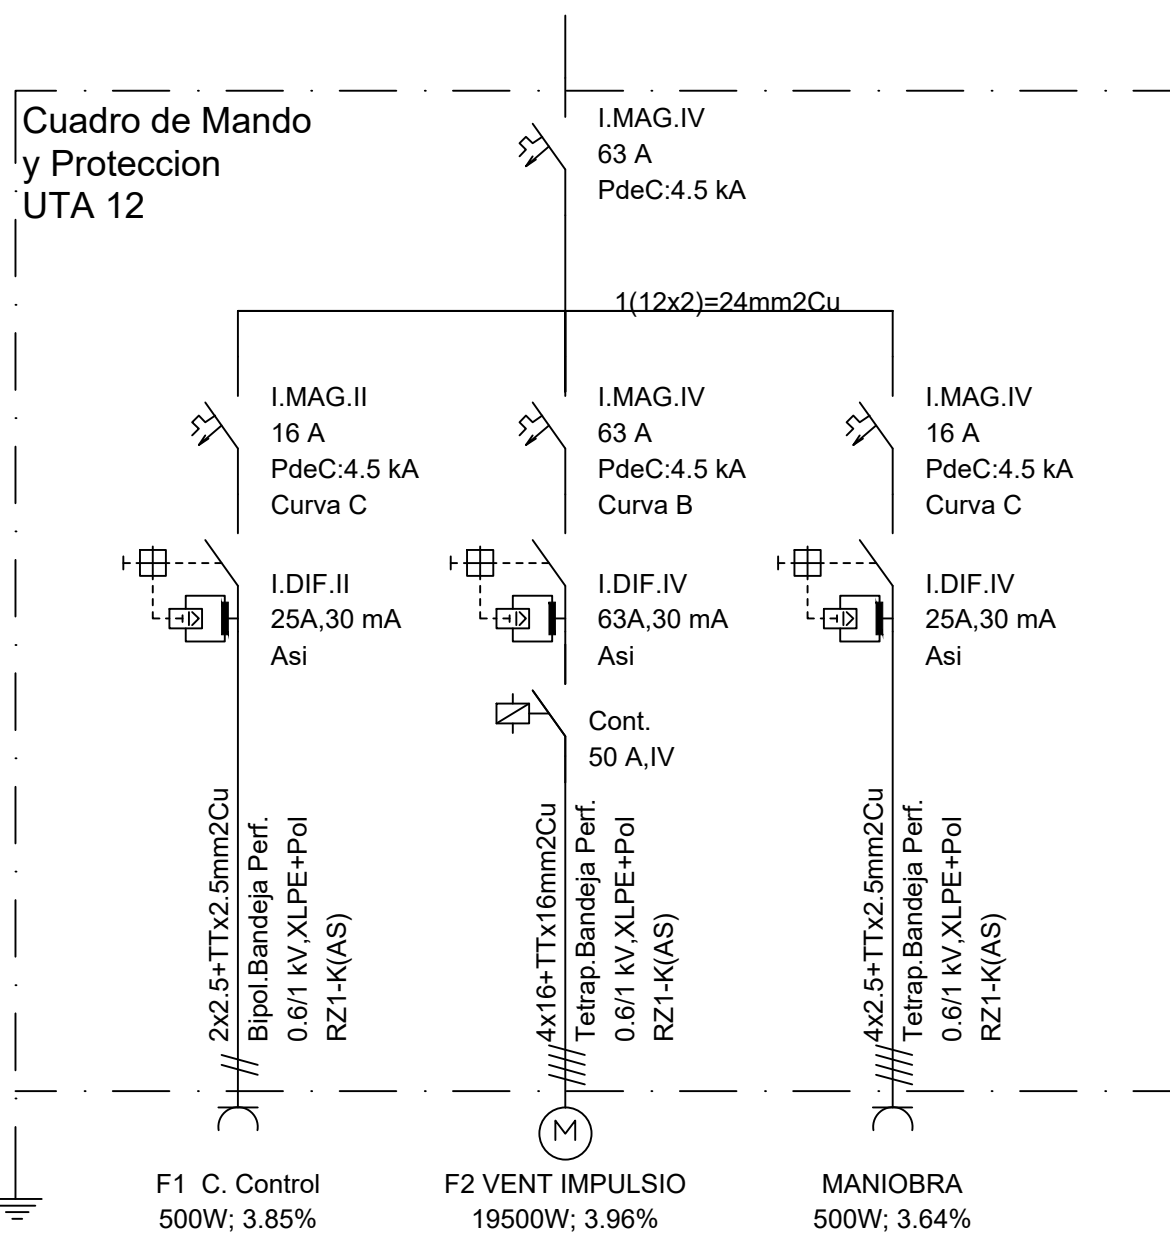 Cuadro de Mando
y Proteccion
UTA 12
I.MAG.IV
63 A
PdeC:4.5 kA
1(12x2)=24mm2Cu
I.MAG.II
16 A
PdeC:4.5 kA
Curva C
I.MAG.IV
63 A
PdeC:4.5 kA
Curva B
I.MAG.IV
16 A
PdeC:4.5 kA
Curva C
I.DIF.II
25A,30 mA
Asi
I.DIF.IV
63A,30 mA
Asi
I.DIF.IV
25A,30 mA
Asi
Cont.
50 A,IV
2x2.5+TTx2.5mm2Cu
Bipol.Bandeja Perf.
0.6/1 kV,XLPE+Pol
RZ1-K(AS)
4x16+TTx16mm2Cu
Tetrap.Bandeja Perf.
0.6/1 kV,XLPE+Pol
RZ1-K(AS)
4x2.5+TTx2.5mm2Cu
Tetrap.Bandeja Perf.
0.6/1 kV,XLPE+Pol
RZ1-K(AS)
M
F1 C. Control
500W; 3.85%
F2 VENT IMPULSIO
19500W; 3.96%
MANIOBRA
500W; 3.64%